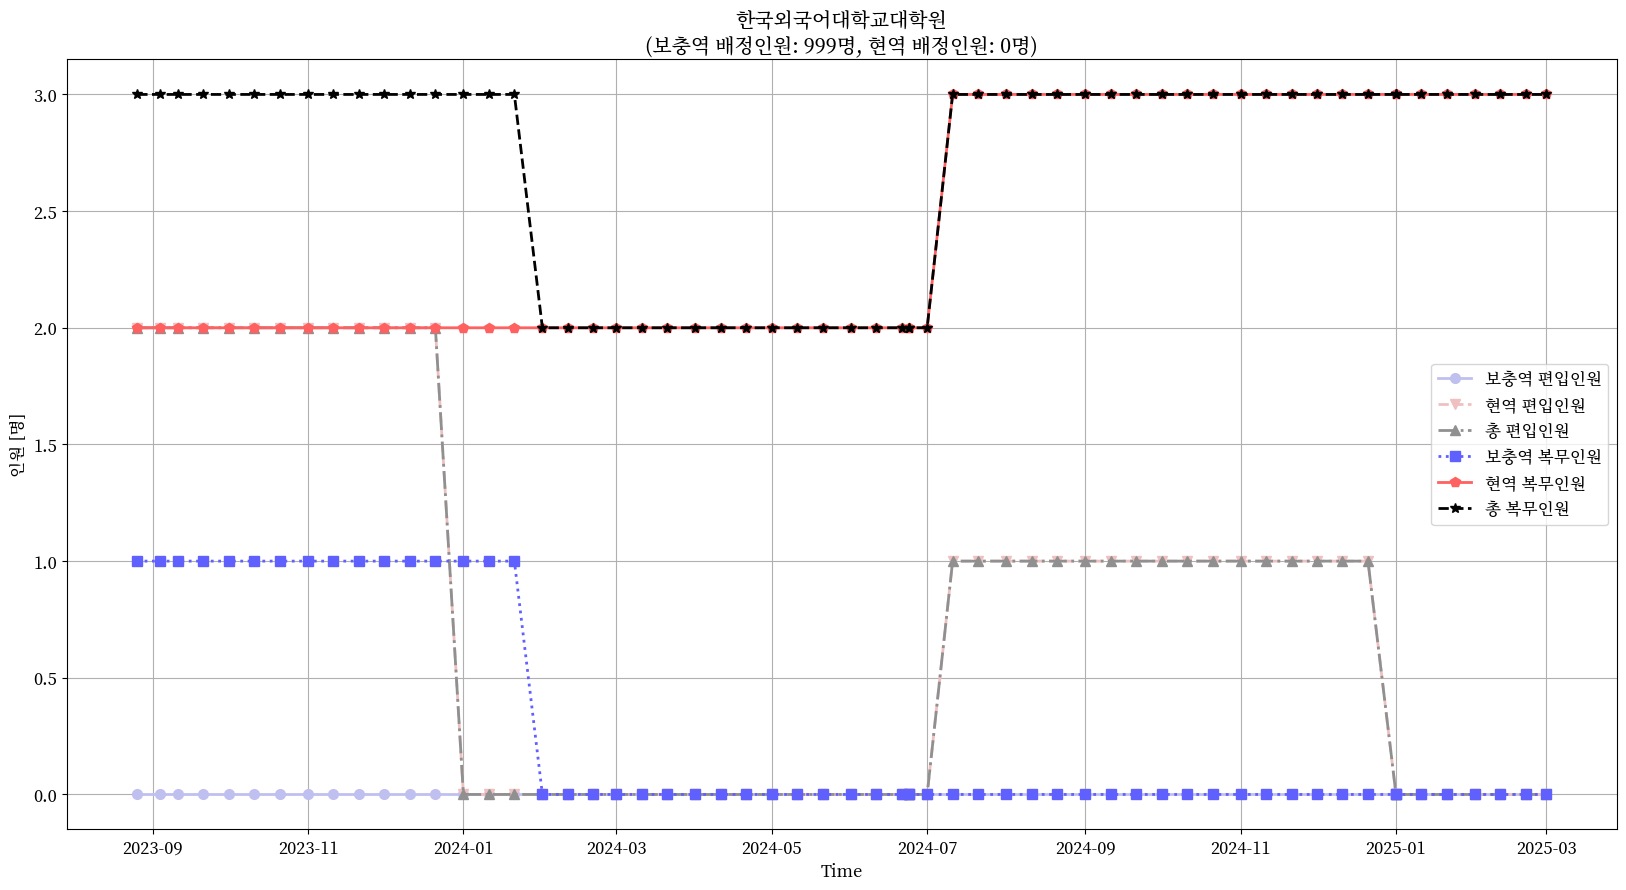 한국외국어대학교대학원
(보충역 배정인원: 999명, 현역 배정인원: 0명)
3.0
2.5
2.0
1.5
1.0
0.5
0.0
인원 [명]
보충역 편입인원
현역 편입인원
총 편입인원
보충역 복무인원
현역 복무인원
총 복무인원
2023-09
2023-11
2024-01
2024-03
2024-05
2024-07
2024-09
2024-11
2025-01
2025-03
Time